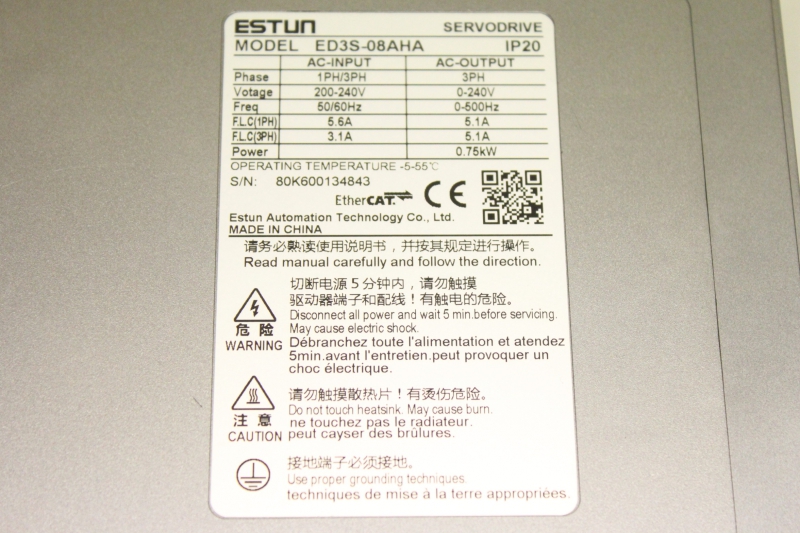 ESTUN SERVODRIVE
MODEL ED3S-08AHA IP20
AC-INPUT AC-OUTPUT
Phase 1PH/3PH 3PH
Votage 200-240V 0-240V
Freq 50/60Hz 0-500Hz
F.L.C(1PH) 5.6A 5.1A
F.L.C(3PH) 3.1A 5.1A
Power 0.75kW
OPERATING TEMPERATURE -5-55℃
S/N: 80K600134843
EtherCAT CE
Estun Automation Technology Co., Ltd.
MADE IN CHINA
请务必熟读使用说明书，并按其规定进行操作。
Read manual carefully and follow the direction.
切断电源5分钟内，请勿触摸
驱动器端子和配线！有触电的危险。
Disconnect all power and wait 5 min.before servicing.
May cause electric shock.
危 险
WARNING
Débranchez toute l'alimentation et atendez
5min.avant l'entretien.peut provoquer un
choc électrique.
请勿触摸散热片！有烫伤危险。
Do not touch heatsink. May cause burn.
注 意
CAUTION
ne touchez pas le radiateur.
peut cayser des brûlures.
接地端子必须接地。
Use proper grounding techniques.
techniques de mise à la terre appropriées.